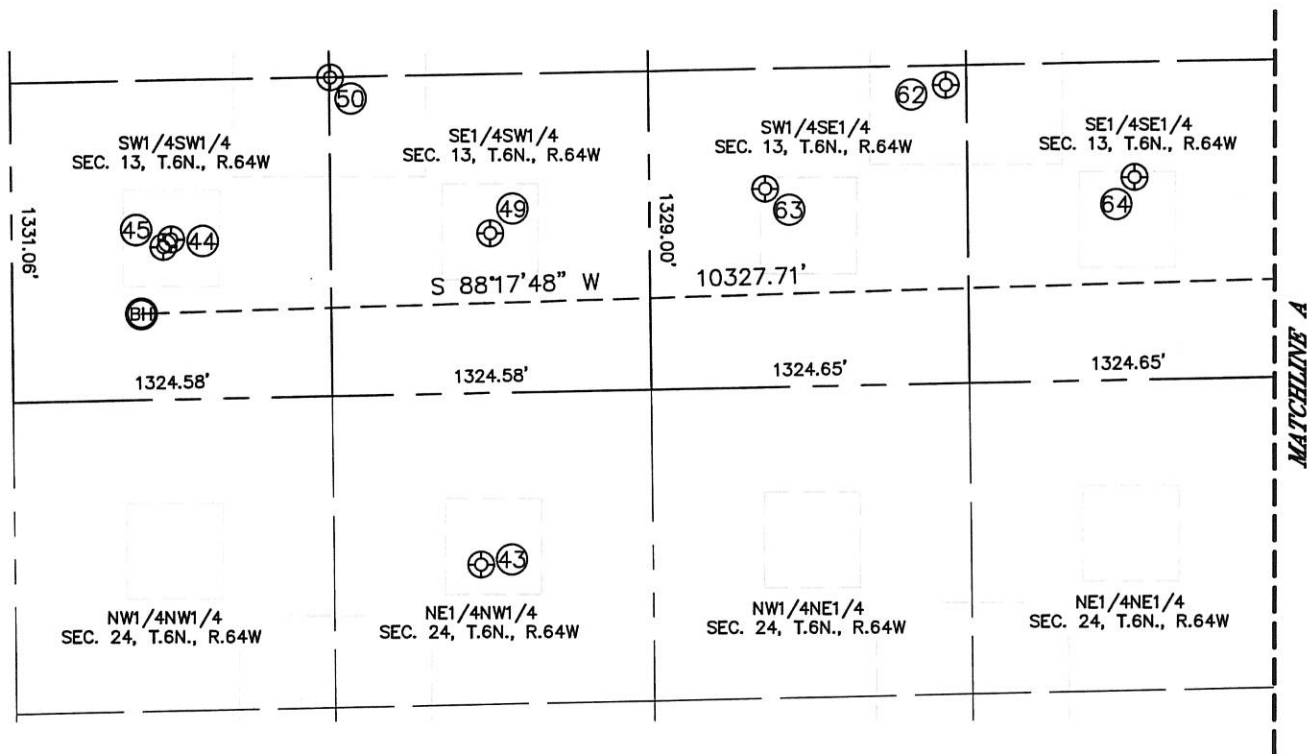 50
62
SW1/4SW1/4
SEC. 13, T.6N., R.64W
SE1/4SW1/4
SEC. 13, T.6N., R.64W
SW1/4SE1/4
SEC. 13, T.6N., R.64W
SE1/4SE1/4
SEC. 13, T.6N., R.64W
45
44
49
63
64
1331.06'
1329.00'
S 88°17'48" W
10327.71'
BH
1324.58'
1324.58'
1324.65'
1324.65'
MATCHLINE A
43
NW1/4NW1/4
SEC. 24, T.6N., R.64W
NE1/4NW1/4
SEC. 24, T.6N., R.64W
NW1/4NE1/4
SEC. 24, T.6N., R.64W
NE1/4NE1/4
SEC. 24, T.6N., R.64W